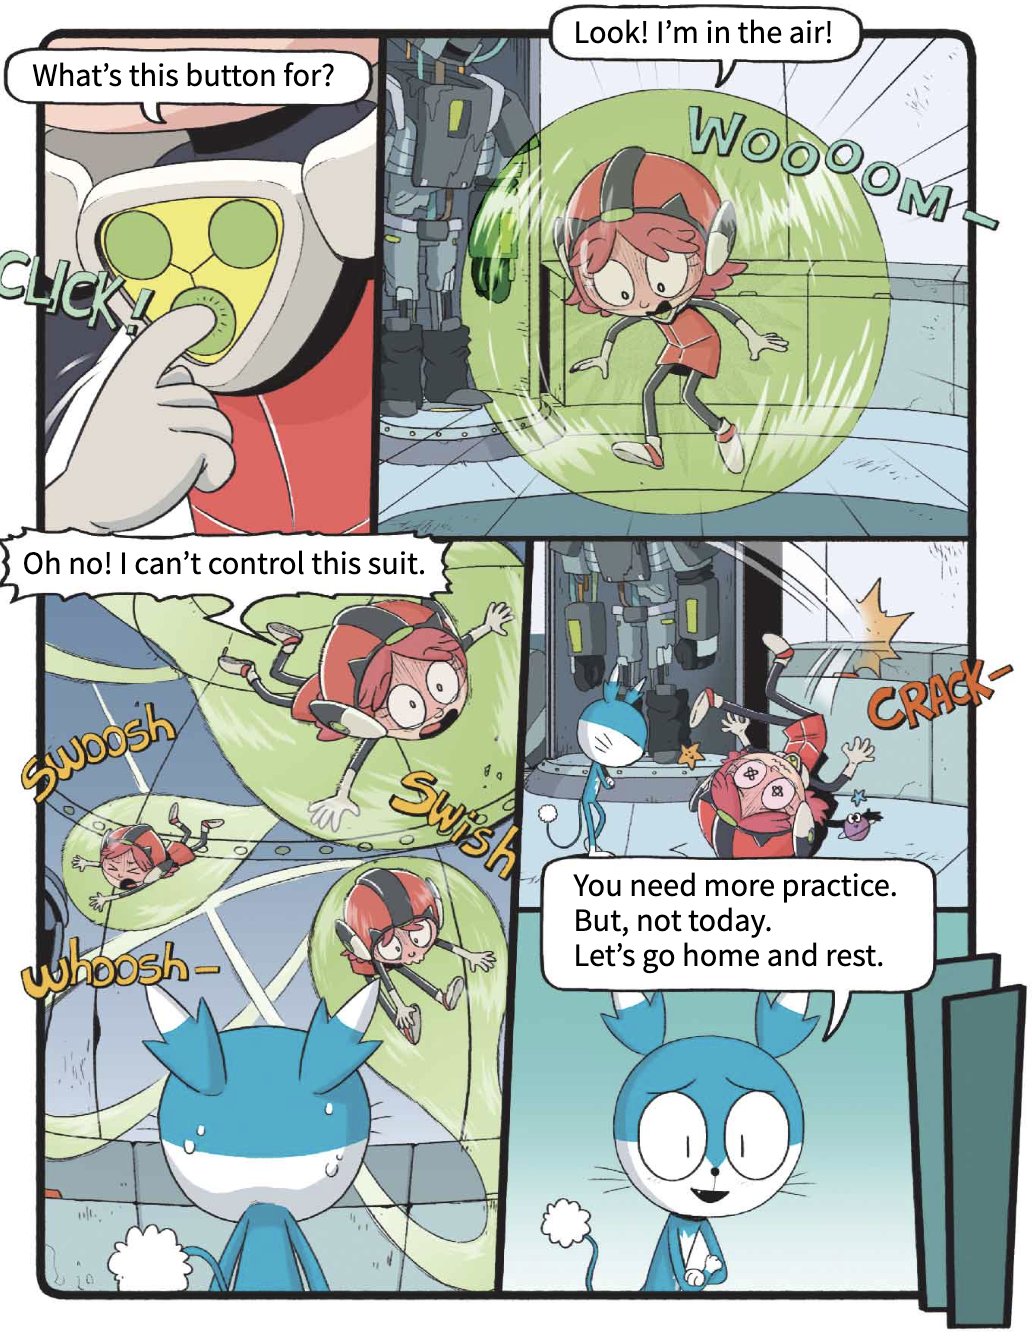 What's this button for?
CLICK!
Look! I'm in the air!
WOOOOM-
Oh no! I can't control this suit.
SWOOSH
SWISH
WHOOSH-
CRACK-
You need more practice.
But, not today.
Let's go home and rest.